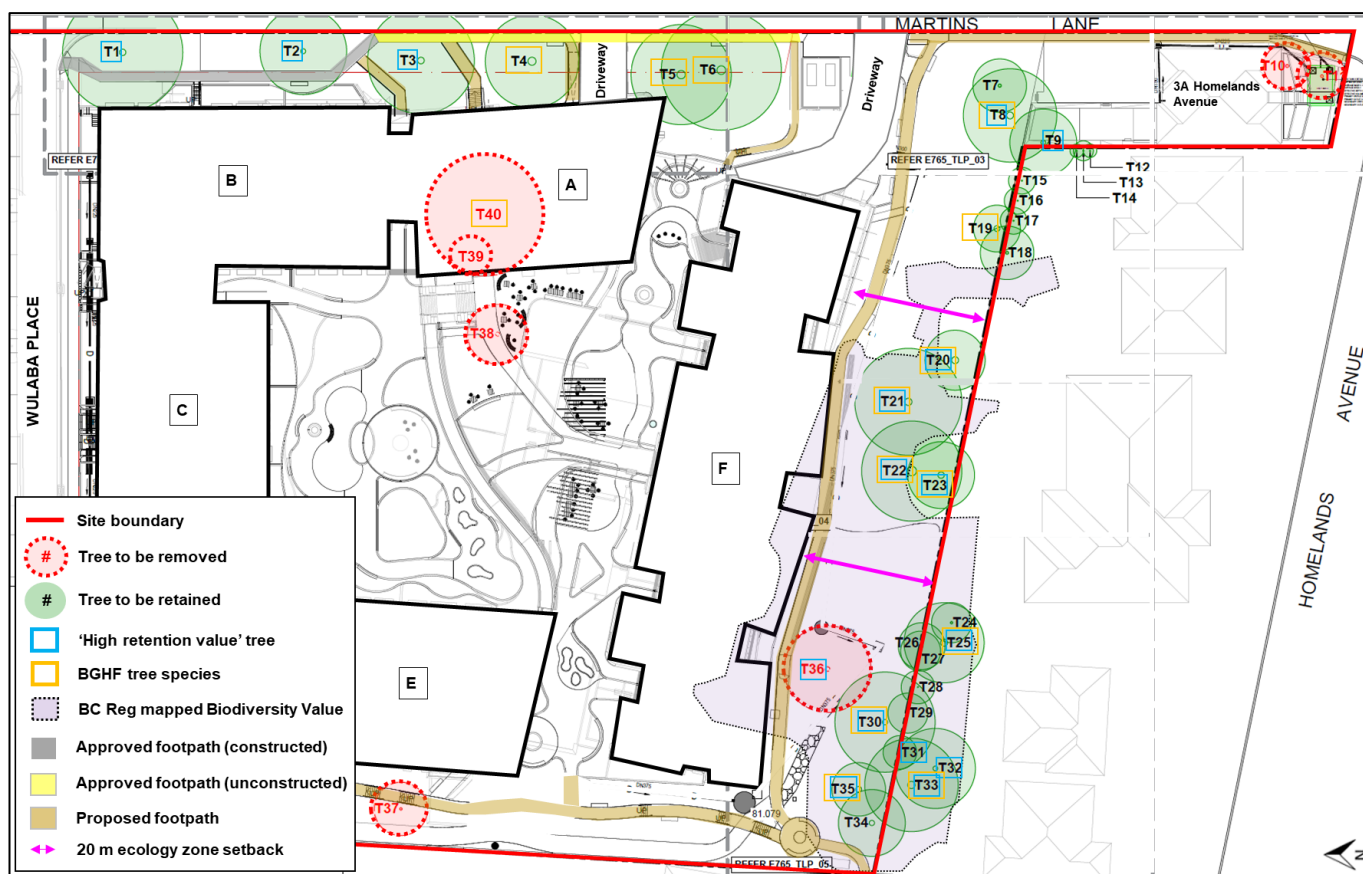 MARTINS LANE
T1
T2
T3
T4
Driveway
T5
T6
Driveway
T7
T8
T9
T10
3A Homelands
Avenue
T12
T13
T14
REFER E7
REFER E765_TLP_03
B
A
T40
T39
T38
T15
T16
T17
T19
T18
WULABA PLACE
C
F
T20
T21
T22
T23
AVENUE
HOMELANDS
_04
T24
T26
T25
T27
T36
T28
T29
T30
T31
T32
T33
T35
T34
E
T37
81.079
REFER E765_TLP_05
N
Site boundary
# Tree to be removed
# Tree to be retained
‘High retention value’ tree
BGHF tree species
BC Reg mapped Biodiversity Value
Approved footpath (constructed)
Approved footpath (unconstructed)
Proposed footpath
20 m ecology zone setback